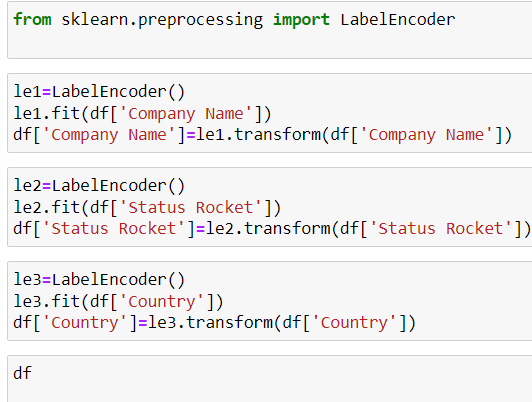 from sklearn.preprocessing import LabelEncoder
le1=LabelEncoder()
le1.fit(df['Company Name'])
df['Company Name']=le1.transform(df['Company Name'])
le2=LabelEncoder()
le2.fit(df['Status Rocket'])
df['Status Rocket']=le2.transform(df['Status Rocket'])
le3=LabelEncoder()
le3.fit(df['Country'])
df['Country']=le3.transform(df['Country'])
df